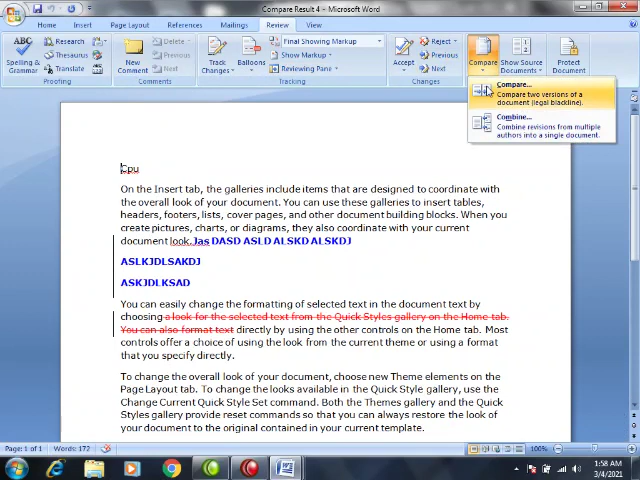 Compare Result 4 - Microsoft Word
Home Insert Page Layout References Mailings Review View
Spelling & Grammar
Research
Translate
Proofing
New Comment
Delete
Previous
Next
Comments
Track Changes
Balloons
Final Showing Markup
Show Markup
Reviewing Pane
Tracking
Accept
Reject
Previous
Next
Changes
Compare
Show Source Documents
Protect Document
Compare...
Compare two versions of a
document (legal blackline).
Combine...
Combine revisions from multiple
authors into a single document.
Cpu
On the Insert tab, the galleries include items that are designed to coordinate with
the overall look of your document. You can use these galleries to insert tables,
headers, footers, lists, cover pages, and other document building blocks. When you
create pictures, charts, or diagrams, they also coordinate with your current
document look.Jas DASD ASLD ALSKD ALSKDJ
ASLKJDLSAKDJ
ASKJDLKSAD
You can easily change the formatting of selected text in the document text by
choosing a look for the selected text from the Quick Styles gallery on the Home tab.
You can also format text directly by using the other controls on the Home tab. Most
controls offer a choice of using the look from the current theme or using a format
that you specify directly.
To change the overall look of your document, choose new Theme elements on the
Page Layout tab. To change the looks available in the Quick Style gallery, use the
Change Current Quick Style Set command. Both the Themes gallery and the Quick
Styles gallery provide reset commands so that you can always restore the look of
your document to the original contained in your current template.
Page: 1 of 1 Words: 172 100%
1:58 AM
3/4/2021